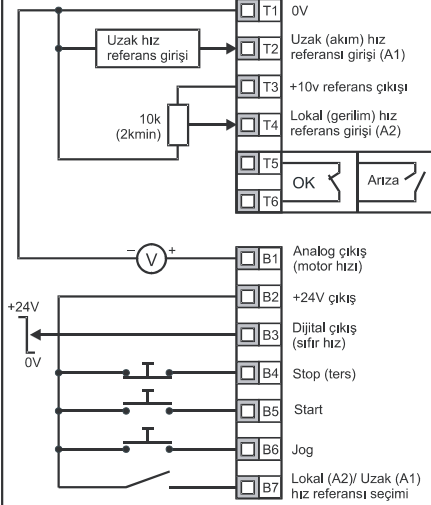 T1 0V
Uzak hız
referans girişi
T2 Uzak (akım) hız
referansı girişi (A1)
T3 +10v referans çıkışı
10k
(2kmin)
T4 Lokal (gerilim) hız
referans girişi (A2)
T5
OK
Arıza
T6
– V +
B1 Analog çıkış
(motor hızı)
B2 +24V çıkış
+24V
0V
B3 Dijital çıkış
(sıfır hız)
B4 Stop (ters)
B5 Start
B6 Jog
B7 Lokal (A2)/ Uzak (A1)
hız referansı seçimi